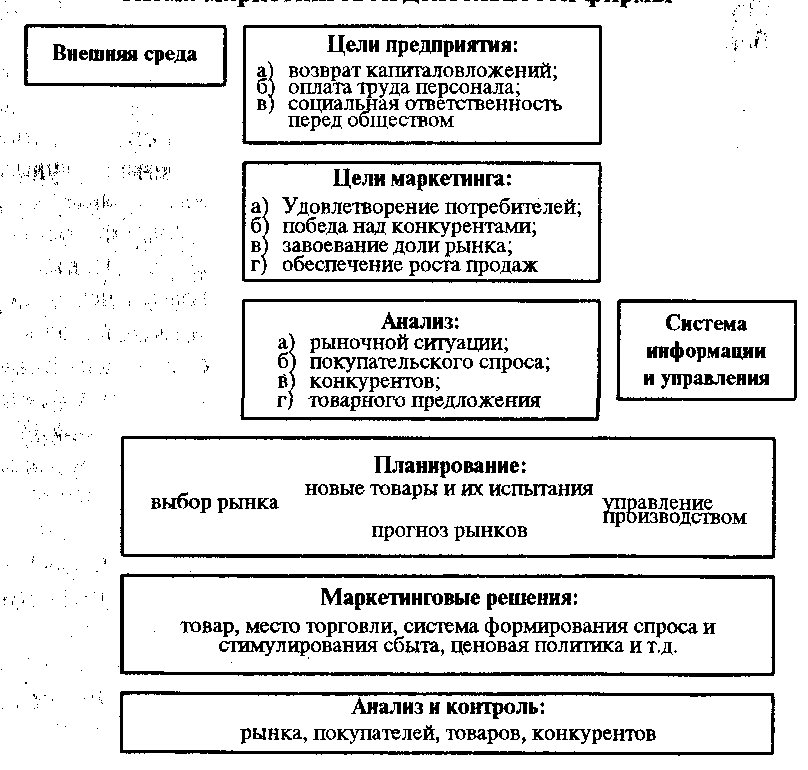 Внешняя среда
Цели предприятия:
а) возврат капиталовложений;
б) оплата труда персонала;
в) социальная ответственность
перед обществом
Цели маркетинга:
а) Удовлетворение потребителей;
б) победа над конкурентами;
в) завоевание доли рынка;
г) обеспечение роста продаж
Анализ:
а) рыночной ситуации;
б) покупательского спроса;
в) конкурентов;
г) товарного предложения
Система
информации
и управления
Планирование:
новые товары и их испытания
выбор рынка
управление
производством
прогноз рынков
Маркетинговые решения:
товар, место торговли, система формирования спроса и
стимулирования сбыта, ценовая политика и т.д.
Анализ и контроль:
рынка, покупателей, товаров, конкурентов